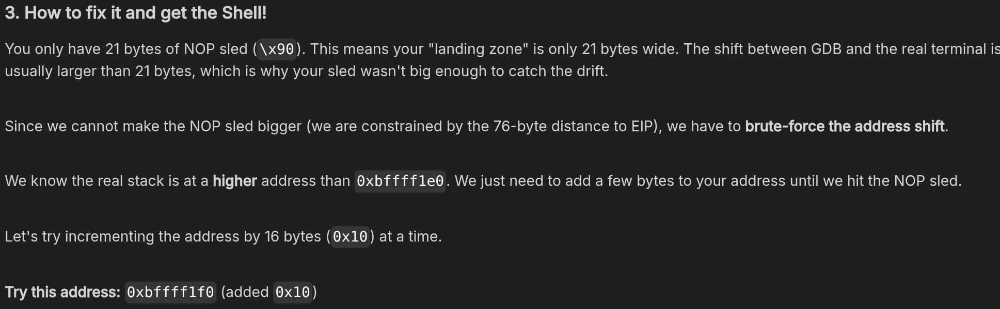 3. How to fix it and get the Shell!
You only have 21 bytes of NOP sled (\x90). This means your "landing zone" is only 21 bytes wide. The shift between GDB and the real terminal is
usually larger than 21 bytes, which is why your sled wasn't big enough to catch the drift.
Since we cannot make the NOP sled bigger (we are constrained by the 76-byte distance to EIP), we have to brute-force the address shift.
We know the real stack is at a higher address than 0xbffff1e0. We just need to add a few bytes to your address until we hit the NOP sled.
Let's try incrementing the address by 16 bytes (0x10) at a time.
Try this address: 0xbffff1f0 (added 0x10)